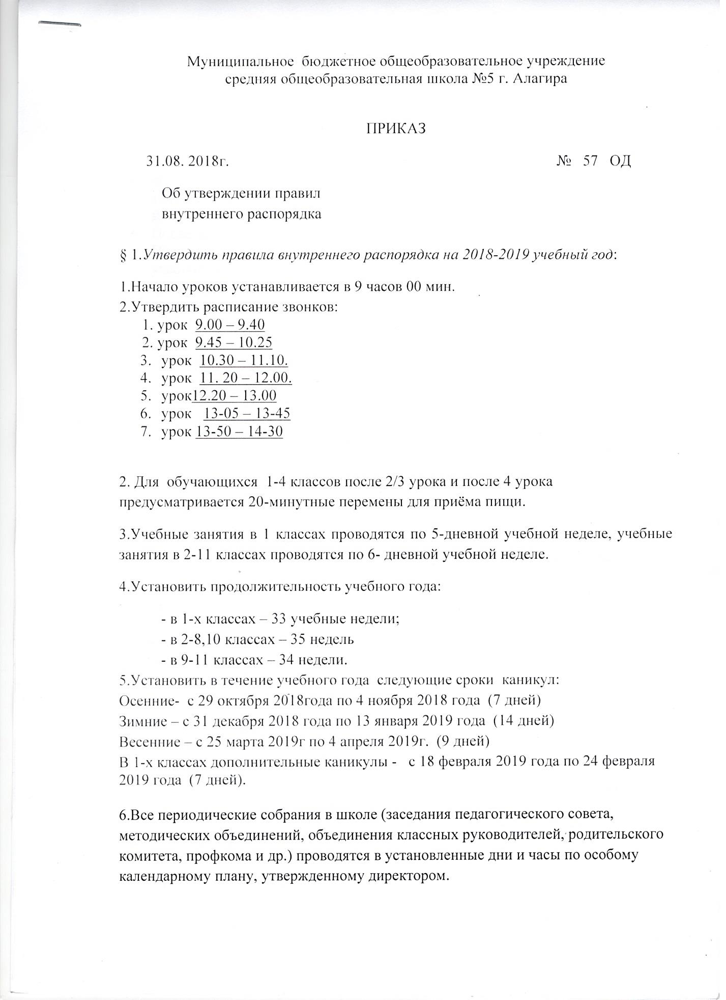 Муниципальное бюджетное общеобразовательное учреждение
средняя общеобразовательная школа №5 г. Алагира
ПРИКАЗ
31.08. 2018г. № 57 ОД
Об утверждении правил
внутреннего распорядка
§ 1.Утвердить правила внутреннего распорядка на 2018-2019 учебный год:
1.Начало уроков устанавливается в 9 часов 00 мин.
2.Утвердить расписание звонков:
1. урок 9.00 – 9.40
2. урок 9.45 – 10.25
3. урок 10.30 – 11.10.
4. урок 11. 20 – 12.00.
5. урок12.20 – 13.00
6. урок 13-05 – 13-45
7. урок 13-50 – 14-30
2. Для обучающихся 1-4 классов после 2/3 урока и после 4 урока
предусматривается 20-минутные перемены для приёма пищи.
3.Учебные занятия в 1 классах проводятся по 5-дневной учебной неделе, учебные
занятия в 2-11 классах проводятся по 6- дневной учебной неделе.
4.Установить продолжительность учебного года:
- в 1-х классах – 33 учебные недели;
- в 2-8,10 классах – 35 недель
- в 9-11 классах – 34 недели.
5.Установить в течение учебного года следующие сроки каникул:
Осенние- с 29 октября 2018года по 4 ноября 2018 года (7 дней)
Зимние – с 31 декабря 2018 года по 13 января 2019 года (14 дней)
Весенние – с 25 марта 2019г по 4 апреля 2019г. (9 дней)
В 1-х классах дополнительные каникулы - с 18 февраля 2019 года по 24 февраля
2019 года (7 дней).
6.Все периодические собрания в школе (заседания педагогического совета,
методических объединений, объединения классных руководителей, родительского
комитета, профкома и др.) проводятся в установленные дни и часы по особому
календарному плану, утвержденному директором.